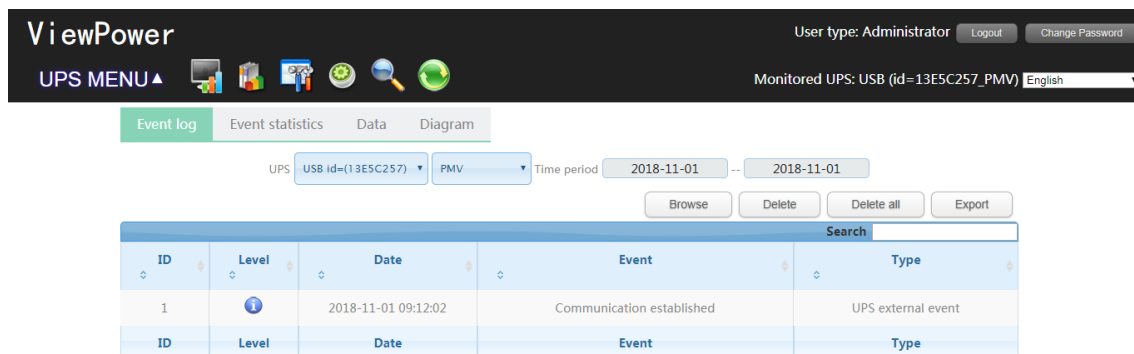 ViewPower
User type: Administrator Logout Change Password
UPS MENU▲
Monitored UPS: USB (id=13E5C257_PMV) English
Event log Event statistics Data Diagram
UPS USB id=(13E5C257) PMV Time period 2018-11-01 -- 2018-11-01
Browse Delete Delete all Export
Search
ID Level Date Event Type
1 2018-11-01 09:12:02 Communication established UPS external event
ID Level Date Event Type